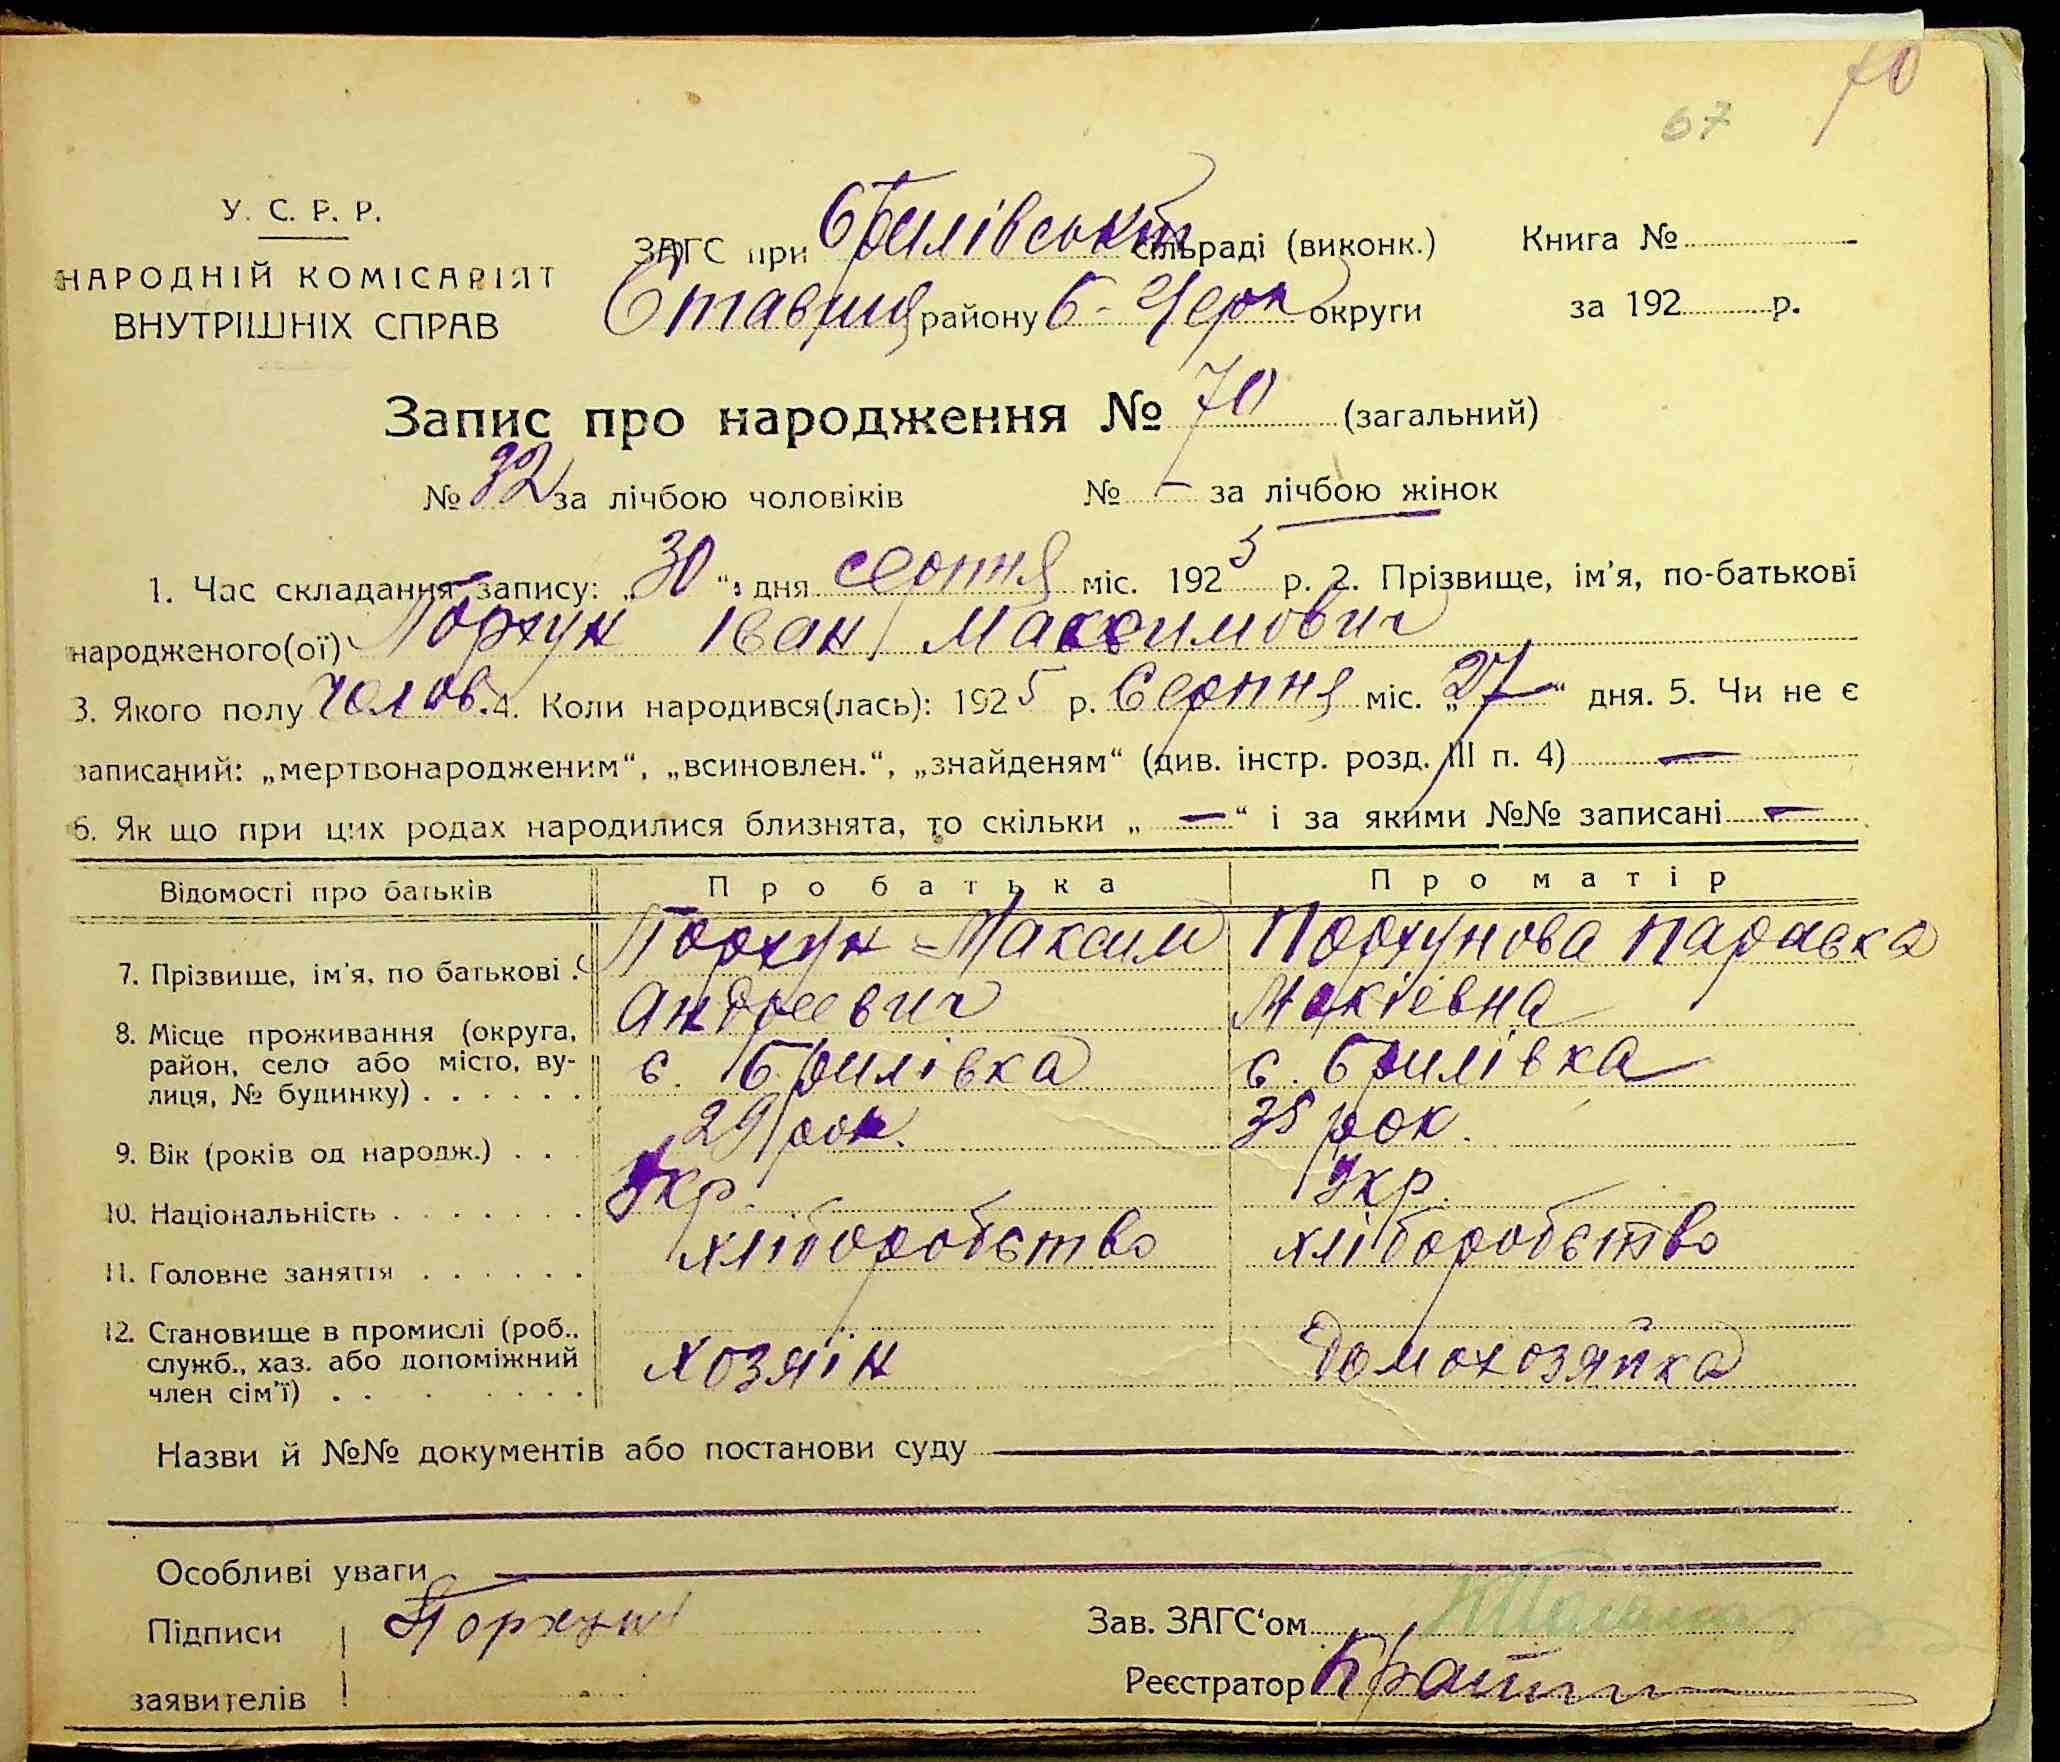 70
67
У. С. Р. Р.
НАРОДНІЙ КОМІСАРІЯТ
ВНУТРІШНІХ СПРАВ
ЗАГС при Брилівській сільраді (виконк.) Книга №
Ставищ району Б-Черк округи за 192 р.
Запис про народження № 70 (загальний)
№ 32 за лічбою чоловіків № – за лічбою жінок
1. Час складання запису: „30“ дня серпня міс. 1925 р. 2. Прізвище, ім'я, по-батькові
народженого(ої) Порхун Іван Максимович
3. Якого полу Чолов. 4. Коли народився(лась): 1925 р. Серпня міс. „27“ дня. 5. Чи не є
записаний: „мертвонародженим“, „всиновлен.“, „знайденям“ (див. інстр. розд. III п. 4) —
6. Як що при цих родах народилися близнята, то скільки „—“ і за якими №№ записані —
Відомості про батьків Про батька Про матір
7. Прізвище, ім'я, по батькові . Порхун Максим Андреевич Порхунова Параска Макіевна
8. Місце проживання (округа, район, село або місто, вулиця, № будинку) . . . . . . с. Брилівка с. Брилівка
9. Вік (років од народж.) . . . 29 рок. 35 рок.
10. Національність . . . . . . . Укр. Укр.
11. Головне заняття . . . . . . хліборобство хліборобство
12. Становище в промислі (роб., служб., хаз. або допоміжний член сім'ї) . . . . . . . хозяїн домохозяйка
Назви й №№ документів або постанови суду
Особливі уваги
Підписи Порхун Зав. ЗАГС'ом
заявителів Реєстратор